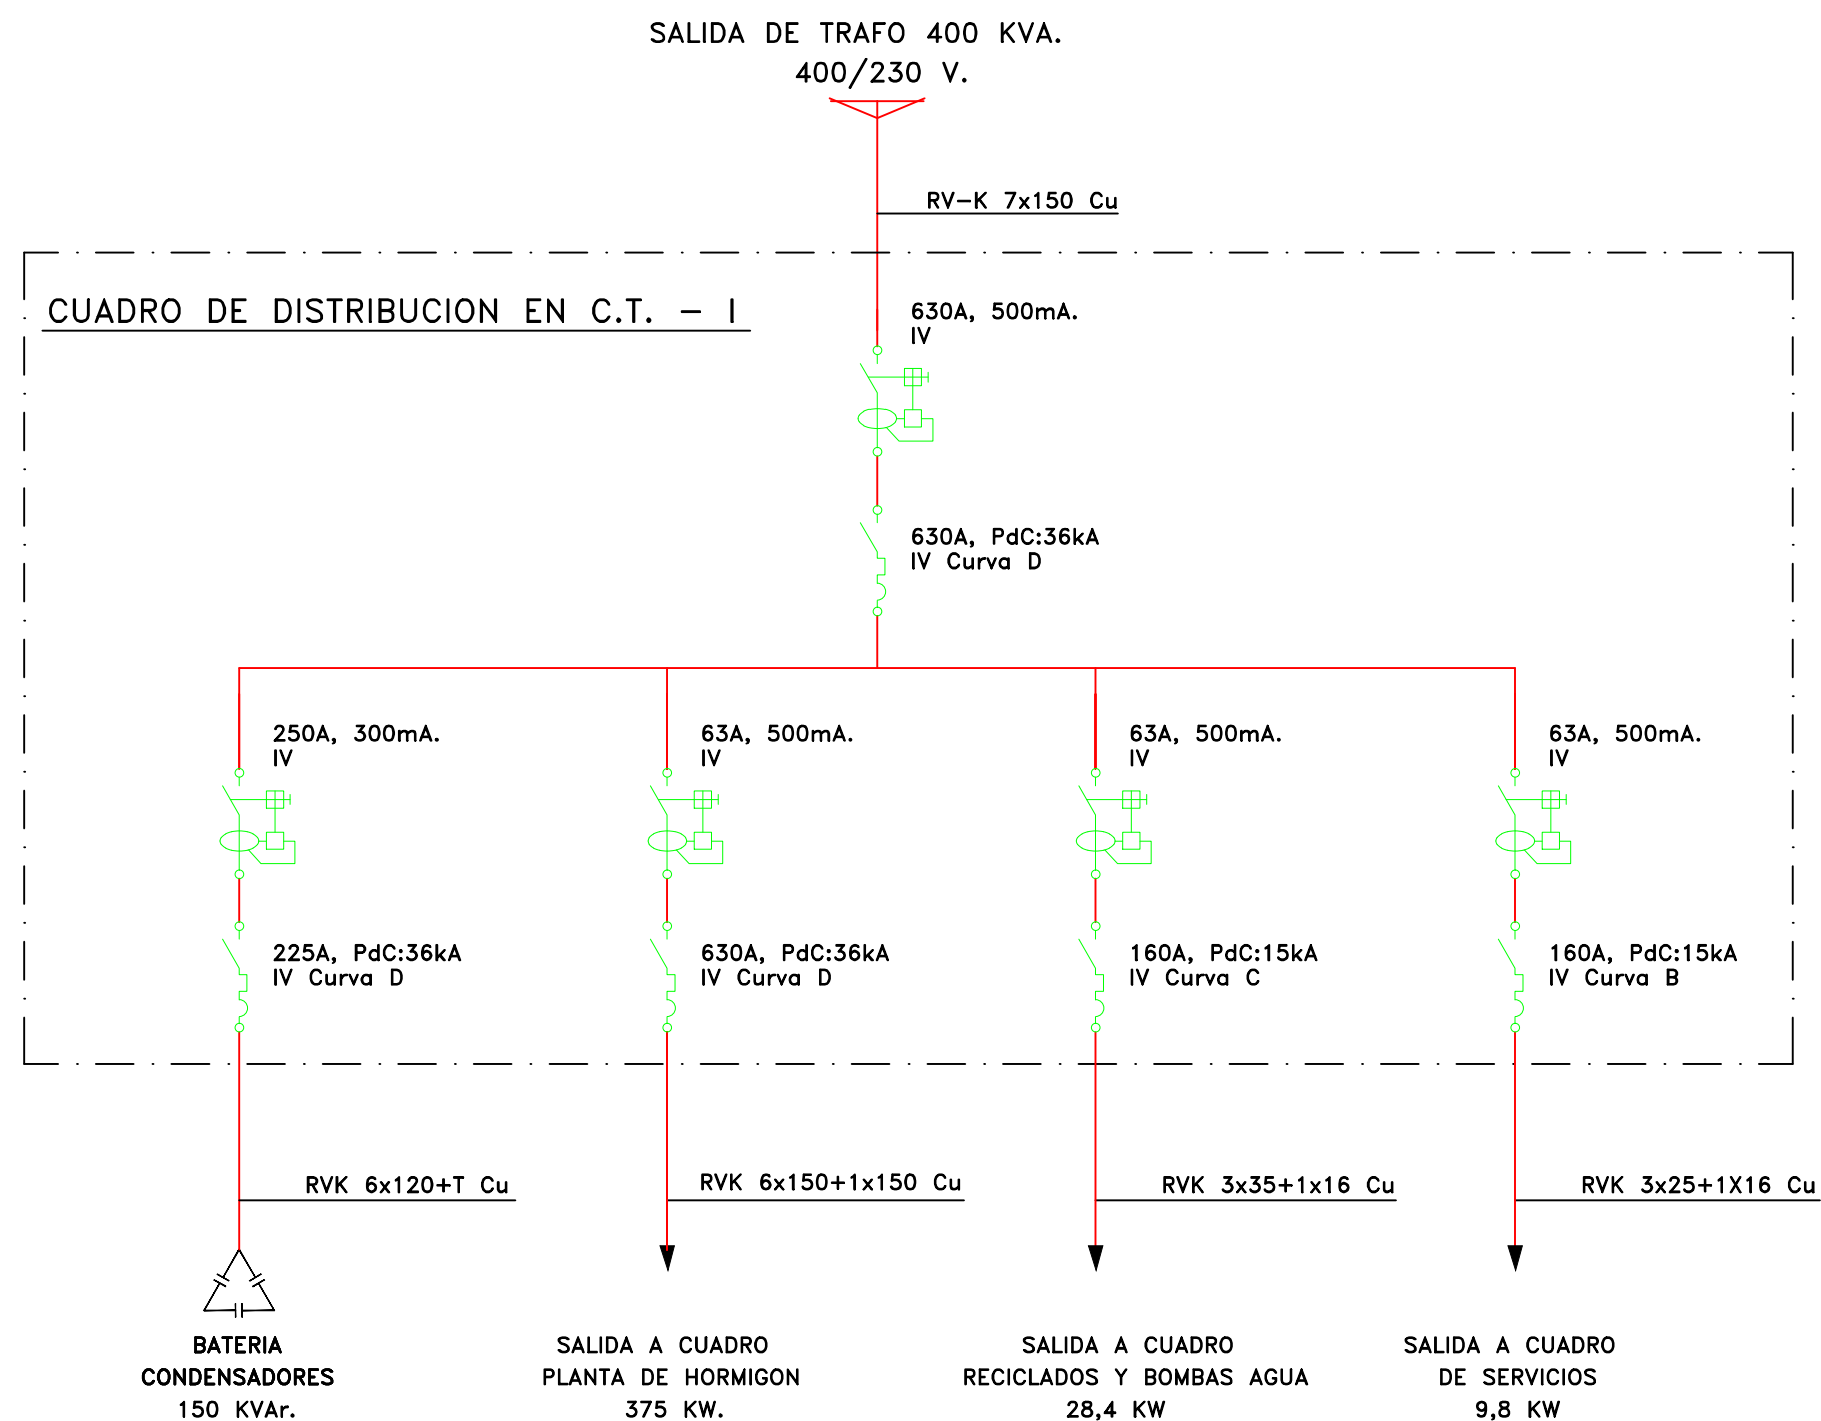 SALIDA DE TRAFO 400 KVA.
400/230 V.
RV-K 7x150 Cu
CUADRO DE DISTRIBUCION EN C.T. - I
630A, 500mA.
IV
630A, PdC:36kA
IV Curva D
250A, 300mA.
IV
63A, 500mA.
IV
63A, 500mA.
IV
63A, 500mA.
IV
225A, PdC:36kA
IV Curva D
630A, PdC:36kA
IV Curva D
160A, PdC:15kA
IV Curva C
160A, PdC:15kA
IV Curva B
RVK 6x120+T Cu
RVK 6x150+1x150 Cu
RVK 3x35+1x16 Cu
RVK 3x25+1X16 Cu
BATERIA
CONDENSADORES
150 KVAr.
SALIDA A CUADRO
PLANTA DE HORMIGON
375 KW.
SALIDA A CUADRO
RECICLADOS Y BOMBAS AGUA
28,4 KW
SALIDA A CUADRO
DE SERVICIOS
9,8 KW